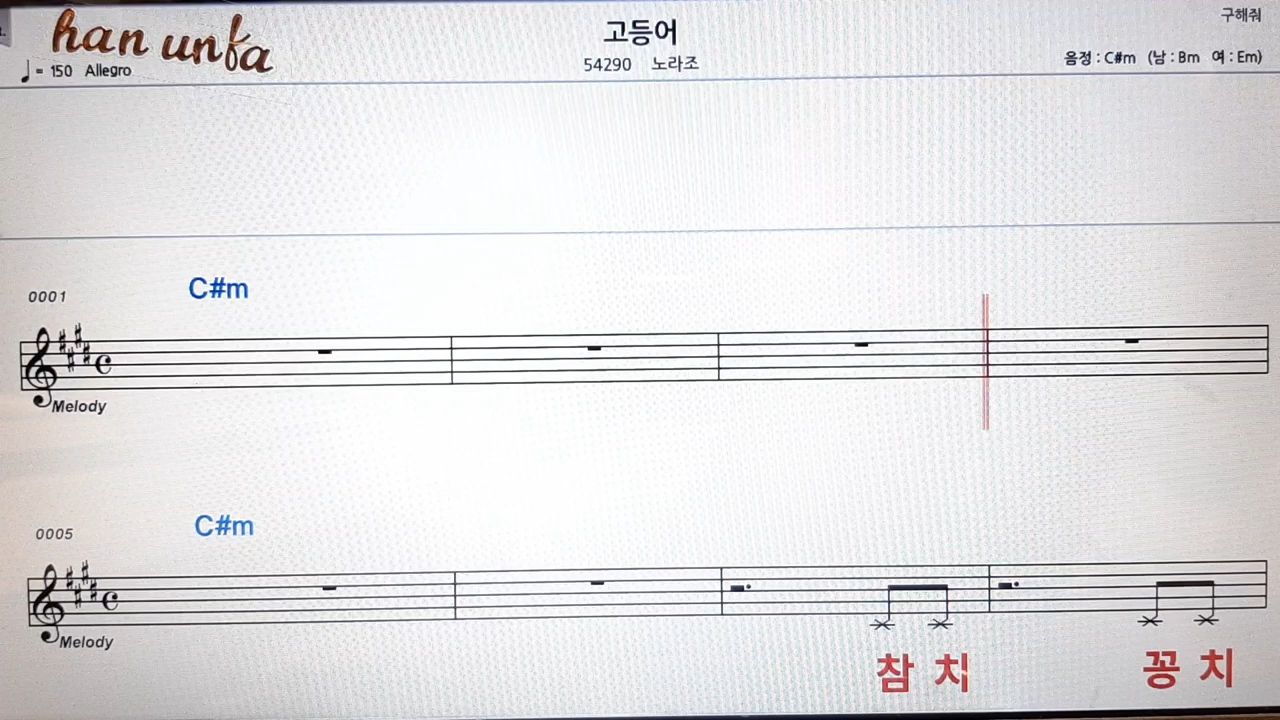 han unfa
고등어
구해줘
54290 노라조
음정 : C#m (남 : Bm 여 : Em)
♩ = 150 Allegro
0001
C#m
Melody
0005
C#m
Melody
참 치 꽁 치